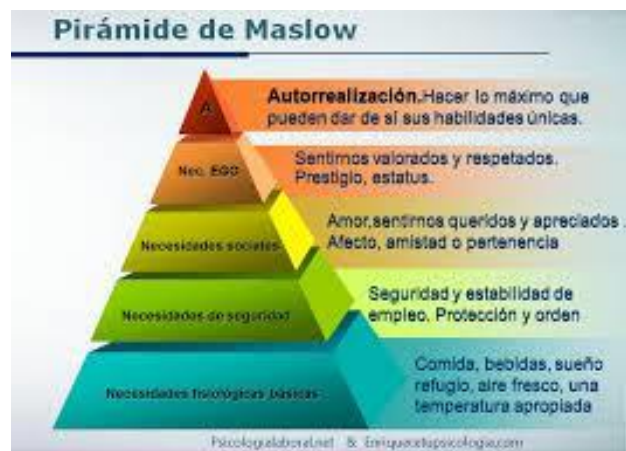 Pirámide de Maslow
A
Autorrealización.Hacer lo máximo que
pueden dar de sí sus habilidades únicas.
Nec. EGO
Sentirnos valorados y respetados.
Prestigio, estatus.
Necesidades sociales
Amor,sentirnos queridos y apreciados .
Afecto, amistad o pertenencia
Necesidades de seguridad
Seguridad y estabilidad de
empleo. Protección y orden
Necesidades fisiológicas básicas
Comida, bebidas, sueño
refugio, aire fresco, una
temperatura apropiada
Psicologialaboral.net & Enriquecetupsicologia.com